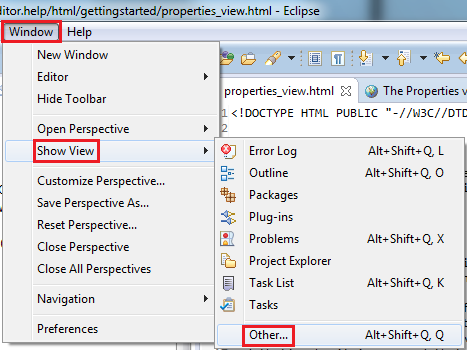 ditor.help/html/gettingstarted/properties_view.html - Eclipse
Window Help
New Window
Editor
Hide Toolbar
Open Perspective
Show View
Customize Perspective...
Save Perspective As...
Reset Perspective...
Close Perspective
Close All Perspectives
Navigation
Preferences
properties_view.html The Properties v
1 <!DOCTYPE HTML PUBLIC "-//W3C//DTD
2
Error Log Alt+Shift+Q, L
Outline Alt+Shift+Q, O
Packages
Plug-ins
Problems Alt+Shift+Q, X
Project Explorer
Task List Alt+Shift+Q, K
Tasks
Other... Alt+Shift+Q, Q